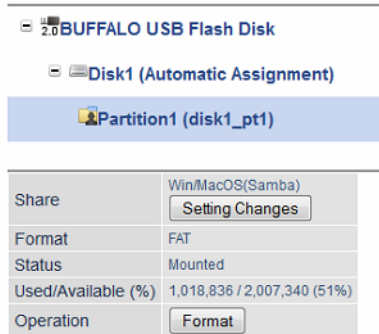 2.0 BUFFALO USB Flash Disk
Disk1 (Automatic Assignment)
Partition1 (disk1_pt1)
Share
Win/MacOS(Samba)
Setting Changes
Format FAT
Status Mounted
Used/Available (%) 1,018,836 / 2,007,340 (51%)
Operation Format